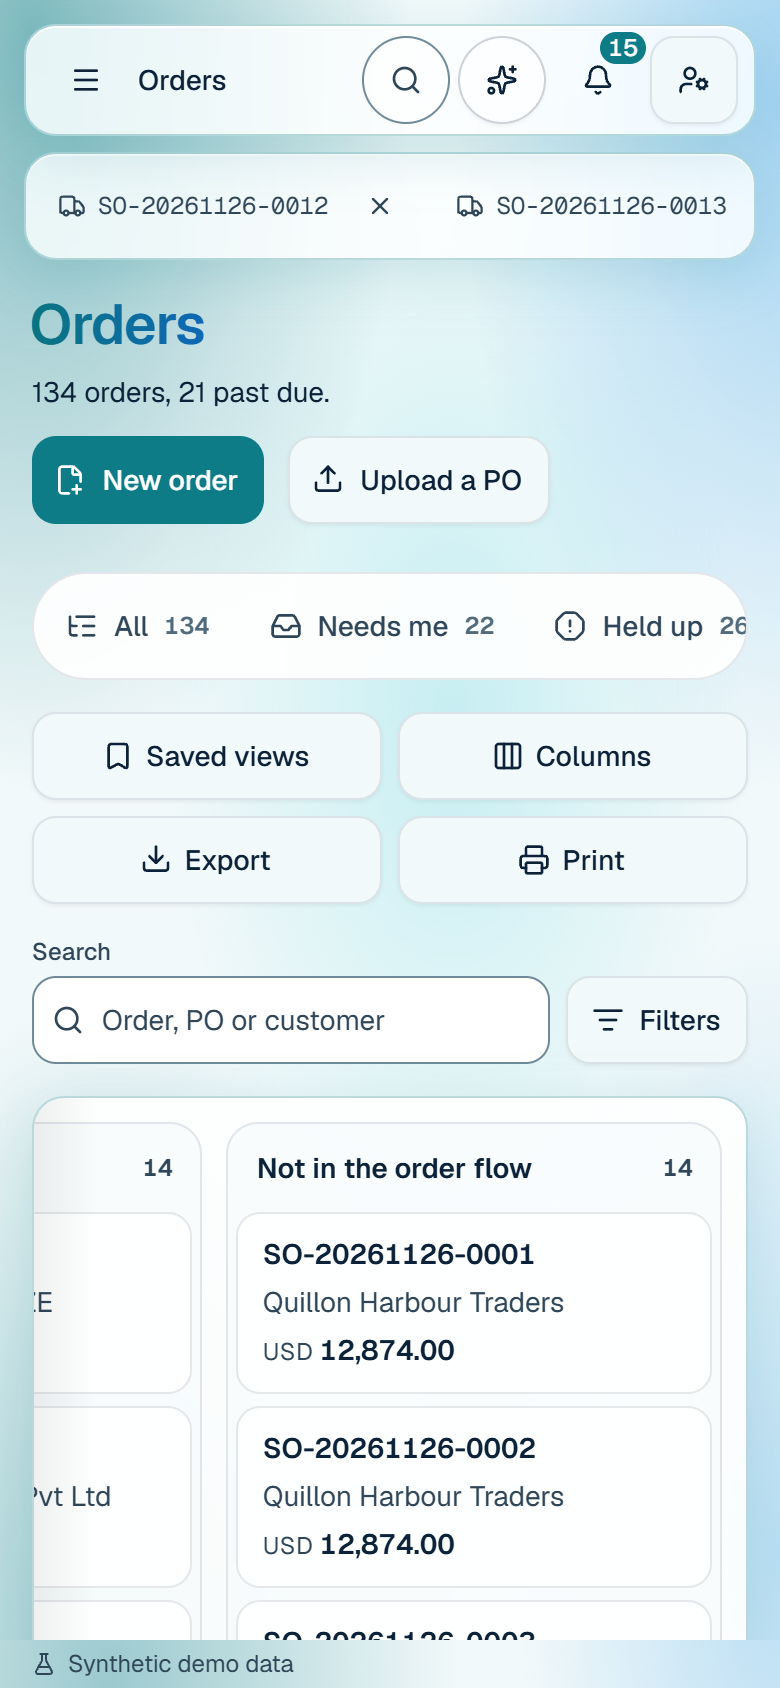 Orders
15
SO-20261126-0012
SO-20261126-0013
Orders
134 orders, 21 past due.
New order
Upload a PO
All 134
Needs me 22
Held up 26
Saved views
Columns
Export
Print
Search
Order, PO or customer
Filters
14
Not in the order flow 14
SO-20261126-0001
Quillon Harbour Traders
USD 12,874.00
SO-20261126-0002
Pvt Ltd
Quillon Harbour Traders
USD 12,874.00
Synthetic demo data